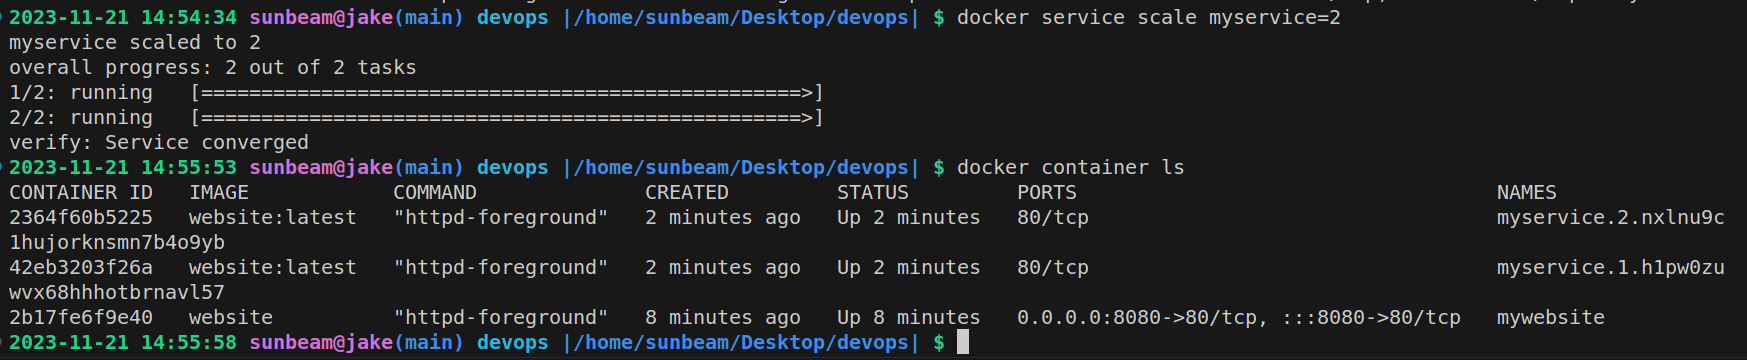 2023-11-21 14:54:34 sunbeam@jake(main) devops |/home/sunbeam/Desktop/devops| $ docker service scale myservice=2
myservice scaled to 2
overall progress: 2 out of 2 tasks
1/2: running   [==================================================>]
2/2: running   [==================================================>]
verify: Service converged
2023-11-21 14:55:53 sunbeam@jake(main) devops |/home/sunbeam/Desktop/devops| $ docker container ls
CONTAINER ID   IMAGE            COMMAND              CREATED         STATUS         PORTS                                   NAMES
2364f60b5225   website:latest   "httpd-foreground"   2 minutes ago   Up 2 minutes   80/tcp                                  myservice.2.nxlnu9c
1hujorknsmn7b4o9yb
42eb3203f26a   website:latest   "httpd-foreground"   2 minutes ago   Up 2 minutes   80/tcp                                  myservice.1.h1pw0zu
wvx68hhhotbrnavl57
2b17fe6f9e40   website          "httpd-foreground"   8 minutes ago   Up 8 minutes   0.0.0.0:8080->80/tcp, :::8080->80/tcp   mywebsite
2023-11-21 14:55:58 sunbeam@jake(main) devops |/home/sunbeam/Desktop/devops| $